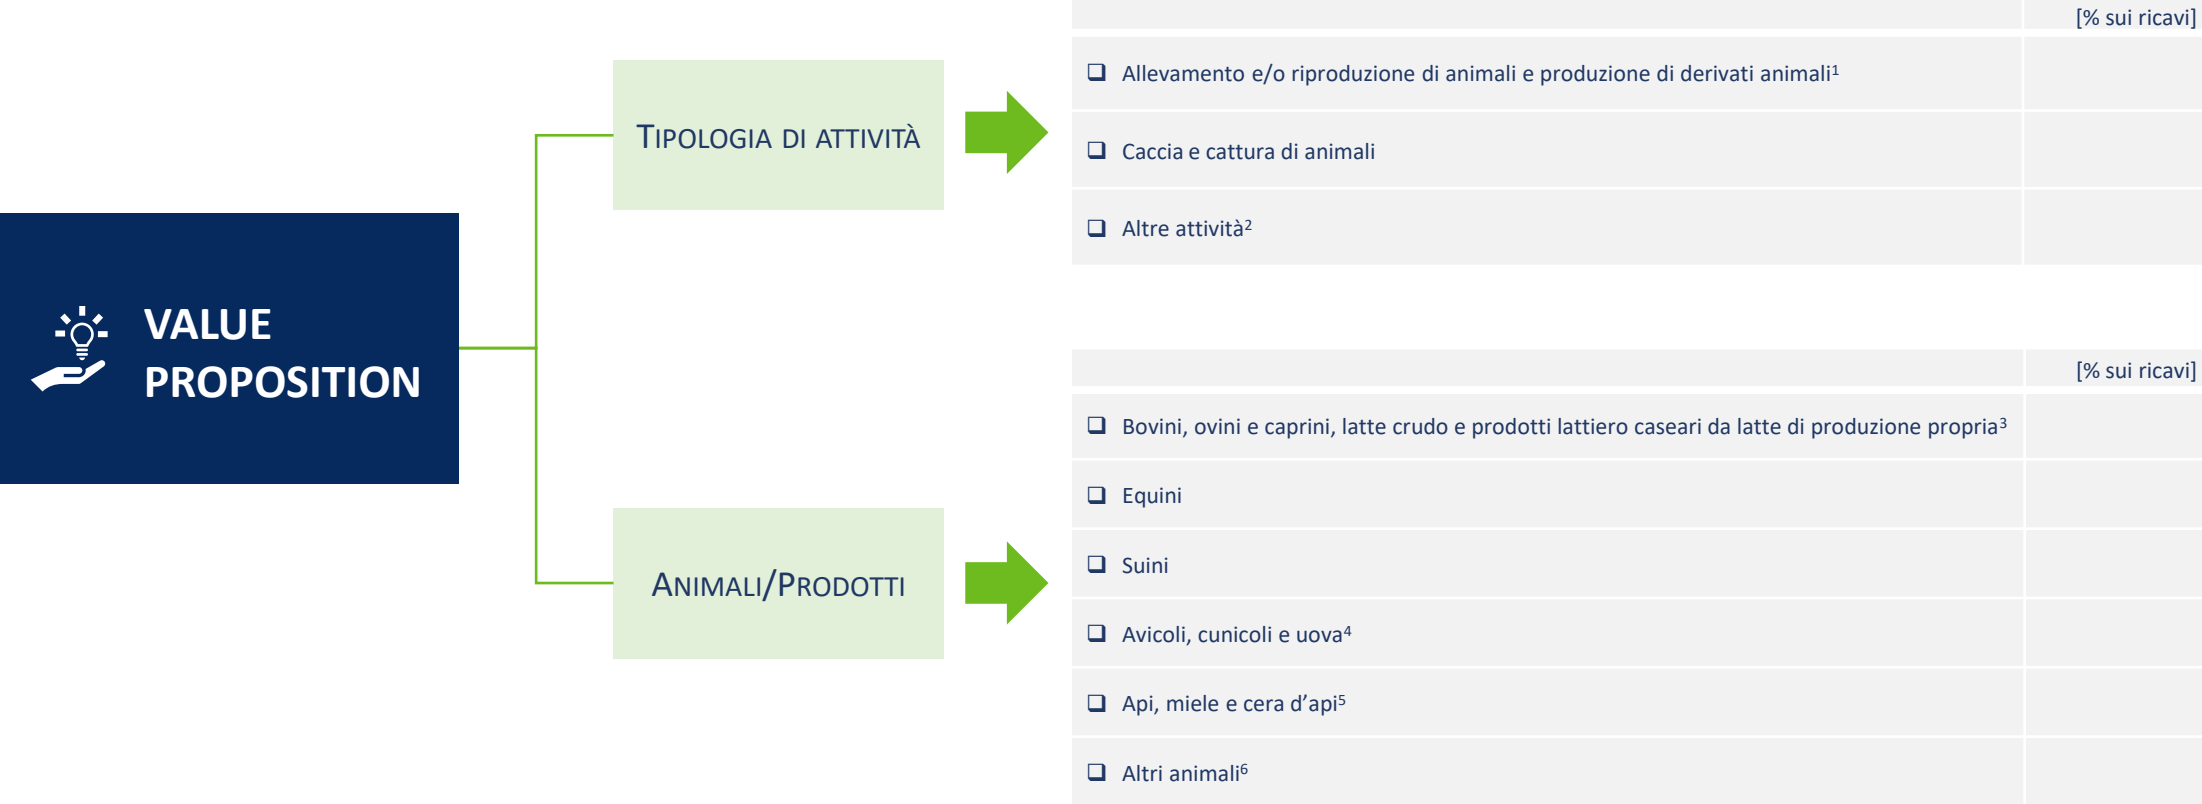 VALUE
PROPOSITION
TIPOLOGIA DI ATTIVITÀ
[% sui ricavi]
❑ Allevamento e/o riproduzione di animali e produzione di derivati animali¹
❑ Caccia e cattura di animali
❑ Altre attività²
ANIMALI/PRODOTTI
[% sui ricavi]
❑ Bovini, ovini e caprini, latte crudo e prodotti lattiero caseari da latte di produzione propria³
❑ Equini
❑ Suini
❑ Avicoli, cunicoli e uova⁴
❑ Api, miele e cera d’api⁵
❑ Altri animali⁶